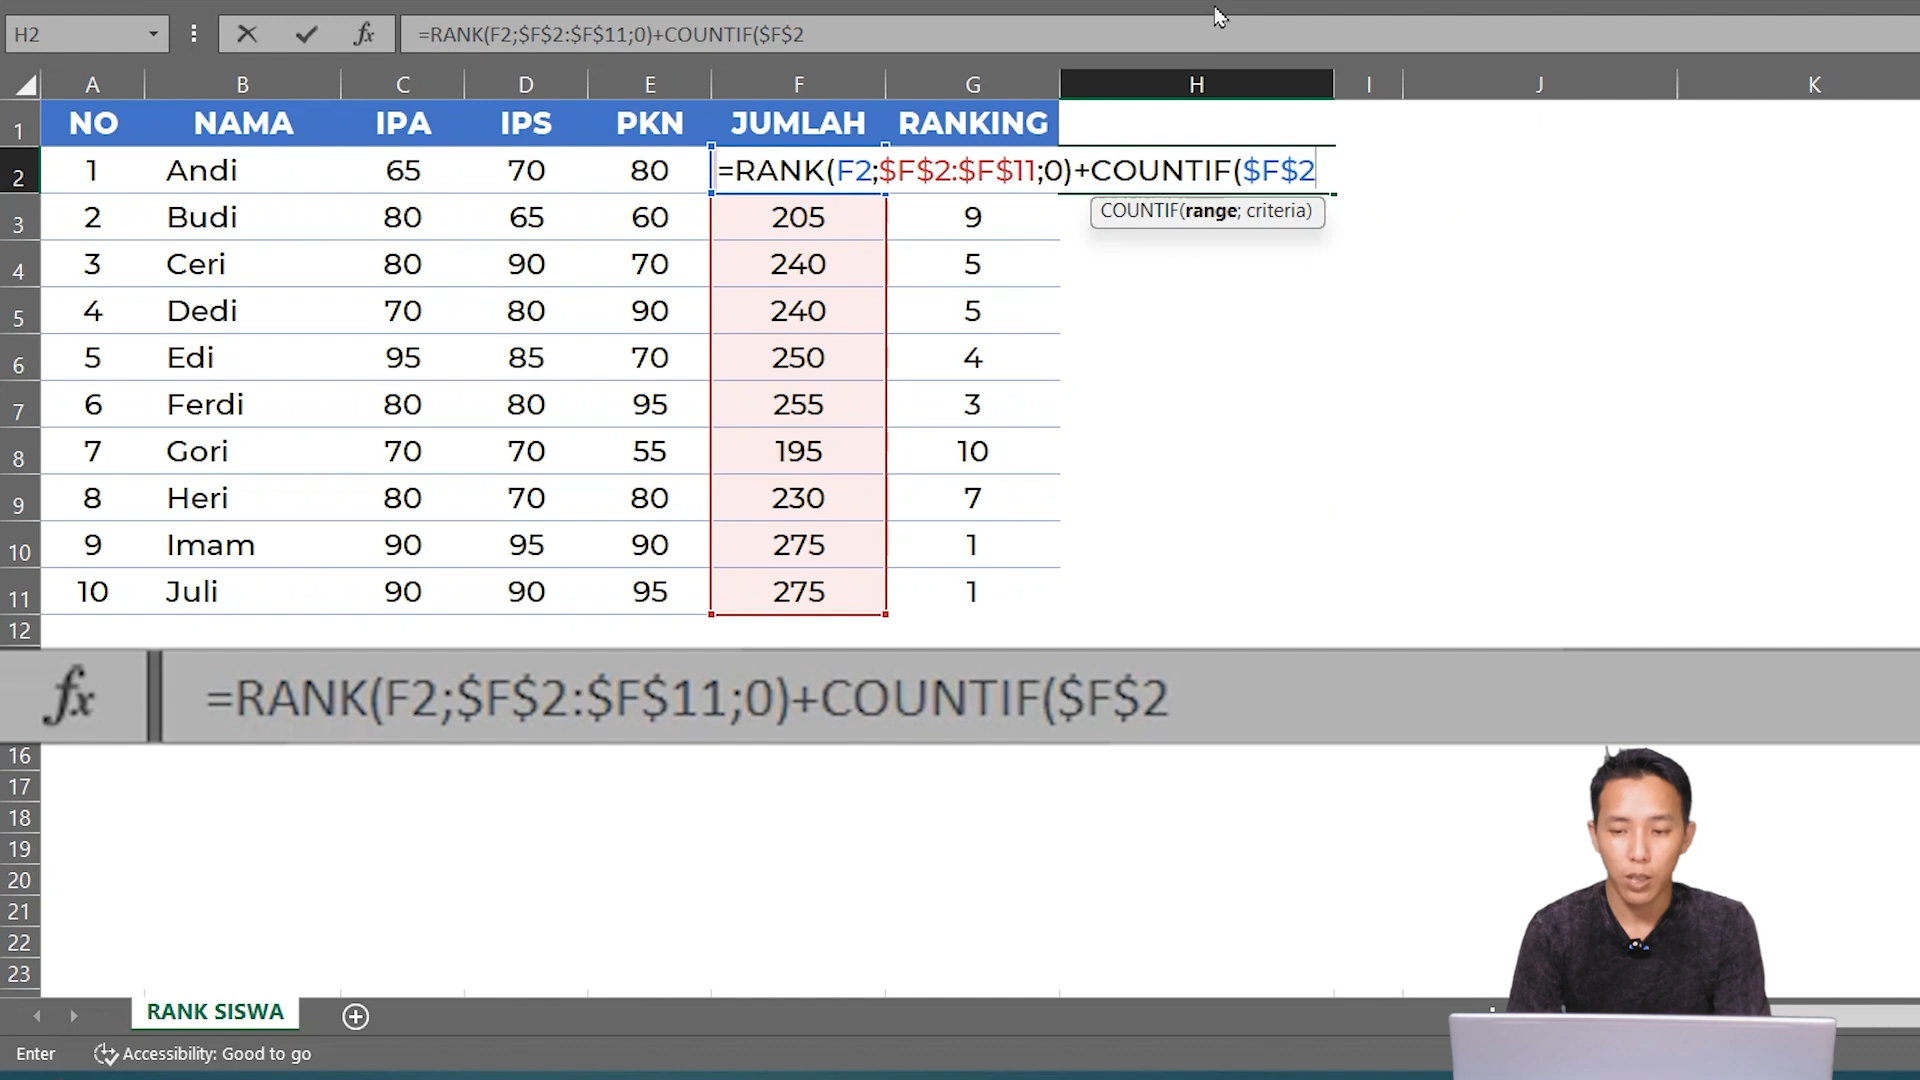 H2 fx =RANK(F2;$F$2:$F$11;0)+COUNTIF($F$2
A B C D E F G H I J K
1 NO NAMA IPA IPS PKN JUMLAH RANKING
2 1 Andi 65 70 80 =RANK(F2;$F$2:$F$11;0)+COUNTIF($F$2
COUNTIF(range; criteria)
3 2 Budi 80 65 60 205 9
4 3 Ceri 80 90 70 240 5
5 4 Dedi 70 80 90 240 5
6 5 Edi 95 85 70 250 4
7 6 Ferdi 80 80 95 255 3
8 7 Gori 70 70 55 195 10
9 8 Heri 80 70 80 230 7
10 9 Imam 90 95 90 275 1
11 10 Juli 90 90 95 275 1
12
fx =RANK(F2;$F$2:$F$11;0)+COUNTIF($F$2
16
17
18
19
20
21
22
23
RANK SISWA
Enter Accessibility: Good to go